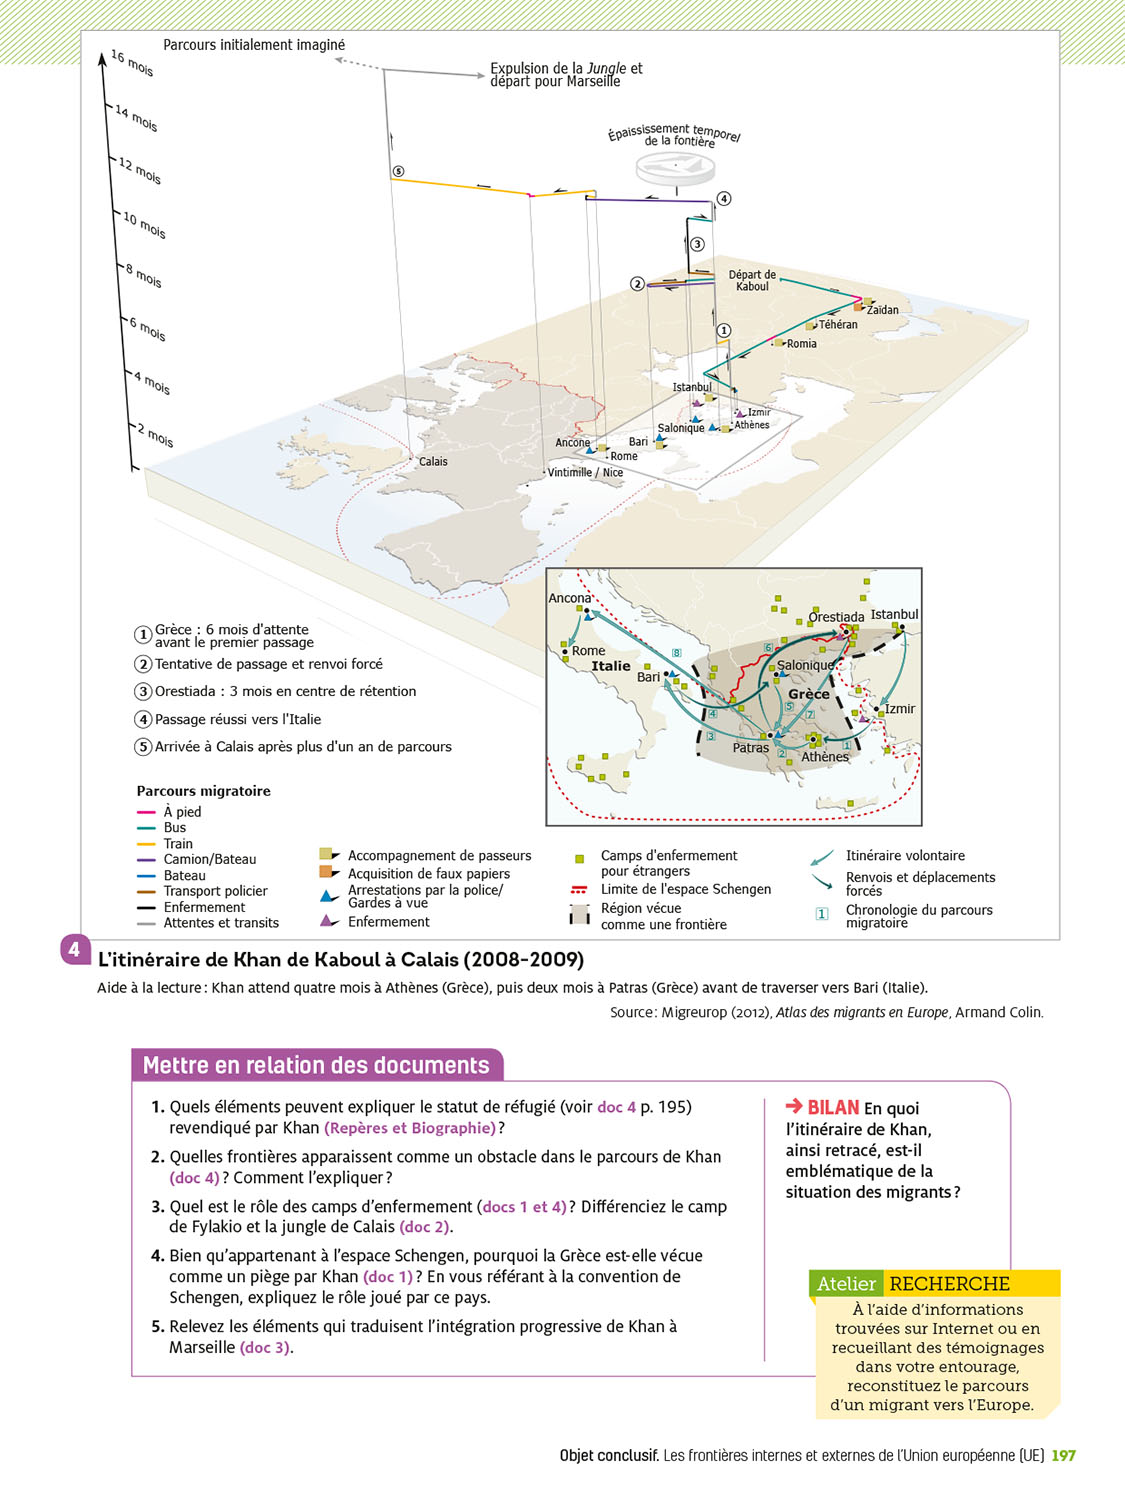 Parcours initialement imaginé
Expulsion de la Jungle et
départ pour Marseille
16 mois
14 mois
12 mois
10 mois
8 mois
6 mois
4 mois
2 mois
Épaississement temporel
de la fontière
5
4
3
2
1
Départ de
Kaboul
Zaïdan
Téhéran
Romia
Istanbul
Izmir
Salonique
Athènes
Ancone
Bari
Rome
Calais
Vintimille / Nice
1 Grèce : 6 mois d'attente
avant le premier passage
2 Tentative de passage et renvoi forcé
3 Orestiada : 3 mois en centre de rétention
4 Passage réussi vers l'Italie
5 Arrivée à Calais après plus d'un an de parcours
Ancona
Orestiada
Istanbul
Rome
Italie
8
6
Bari
Salonique
Grèce
Izmir
4
5
7
3
Patras
2
1
Athènes
Parcours migratoire
À pied
Bus
Train
Camion/Bateau
Bateau
Transport policier
Enfermement
Attentes et transits
Accompagnement de passeurs
Acquisition de faux papiers
Arrestations par la police/
Gardes à vue
Enfermement
Camps d'enfermement
pour étrangers
Limite de l'espace Schengen
Région vécue
comme une frontière
Itinéraire volontaire
Renvois et déplacements
forcés
1 Chronologie du parcours
migratoire
4 L'itinéraire de Khan de Kaboul à Calais (2008-2009)
Aide à la lecture : Khan attend quatre mois à Athènes (Grèce), puis deux mois à Patras (Grèce) avant de traverser vers Bari (Italie).
Source : Migreurop (2012), Atlas des migrants en Europe, Armand Colin.
Mettre en relation des documents
1. Quels éléments peuvent expliquer le statut de réfugié (voir doc 4 p. 195)
revendiqué par Khan (Repères et Biographie) ?
2. Quelles frontières apparaissent comme un obstacle dans le parcours de Khan
(doc 4) ? Comment l'expliquer ?
3. Quel est le rôle des camps d'enfermement (docs 1 et 4) ? Différenciez le camp
de Fylakio et la jungle de Calais (doc 2).
4. Bien qu'appartenant à l'espace Schengen, pourquoi la Grèce est-elle vécue
comme un piège par Khan (doc 1) ? En vous référant à la convention de
Schengen, expliquez le rôle joué par ce pays.
5. Relevez les éléments qui traduisent l'intégration progressive de Khan à
Marseille (doc 3).
→ BILAN En quoi
l'itinéraire de Khan,
ainsi retracé, est-il
emblématique de la
situation des migrants ?
Atelier RECHERCHE
À l'aide d'informations
trouvées sur Internet ou en
recueillant des témoignages
dans votre entourage,
reconstituez le parcours
d'un migrant vers l'Europe.
Objet conclusif. Les frontières internes et externes de l'Union européenne (UE) 197